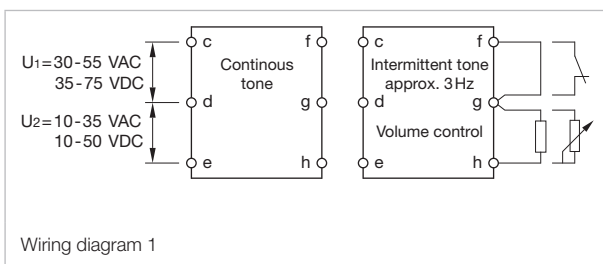 U1=30-55 VAC
35-75 VDC
U2=10-35 VAC
10-50 VDC
c
f
Continous
tone
d
g
e
h
c
f
Intermittent tone
approx. 3 Hz
d
g
Volume control
e
h
Wiring diagram 1